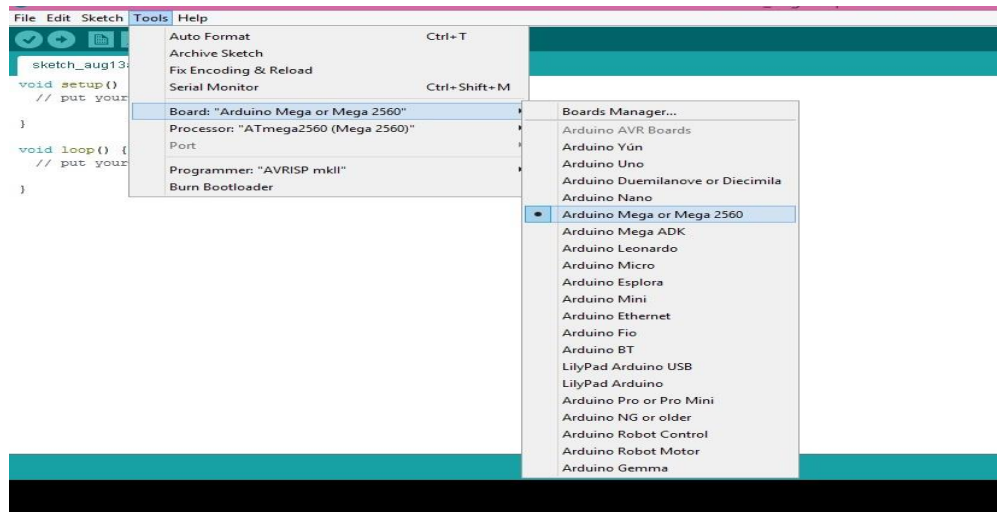 File Edit Sketch Tools Help
sketch_aug13a
void setup()
// put your
}
void loop() {
// put your
}
Auto Format Ctrl+T
Archive Sketch
Fix Encoding & Reload
Serial Monitor Ctrl+Shift+M
Board: "Arduino Mega or Mega 2560"
Processor: "ATmega2560 (Mega 2560)"
Port
Programmer: "AVRISP mkII"
Burn Bootloader
Boards Manager...
Arduino AVR Boards
Arduino Yún
Arduino Uno
Arduino Duemilanove or Diecimila
Arduino Nano
Arduino Mega or Mega 2560
Arduino Mega ADK
Arduino Leonardo
Arduino Micro
Arduino Esplora
Arduino Mini
Arduino Ethernet
Arduino Fio
Arduino BT
LilyPad Arduino USB
LilyPad Arduino
Arduino Pro or Pro Mini
Arduino NG or older
Arduino Robot Control
Arduino Robot Motor
Arduino Gemma